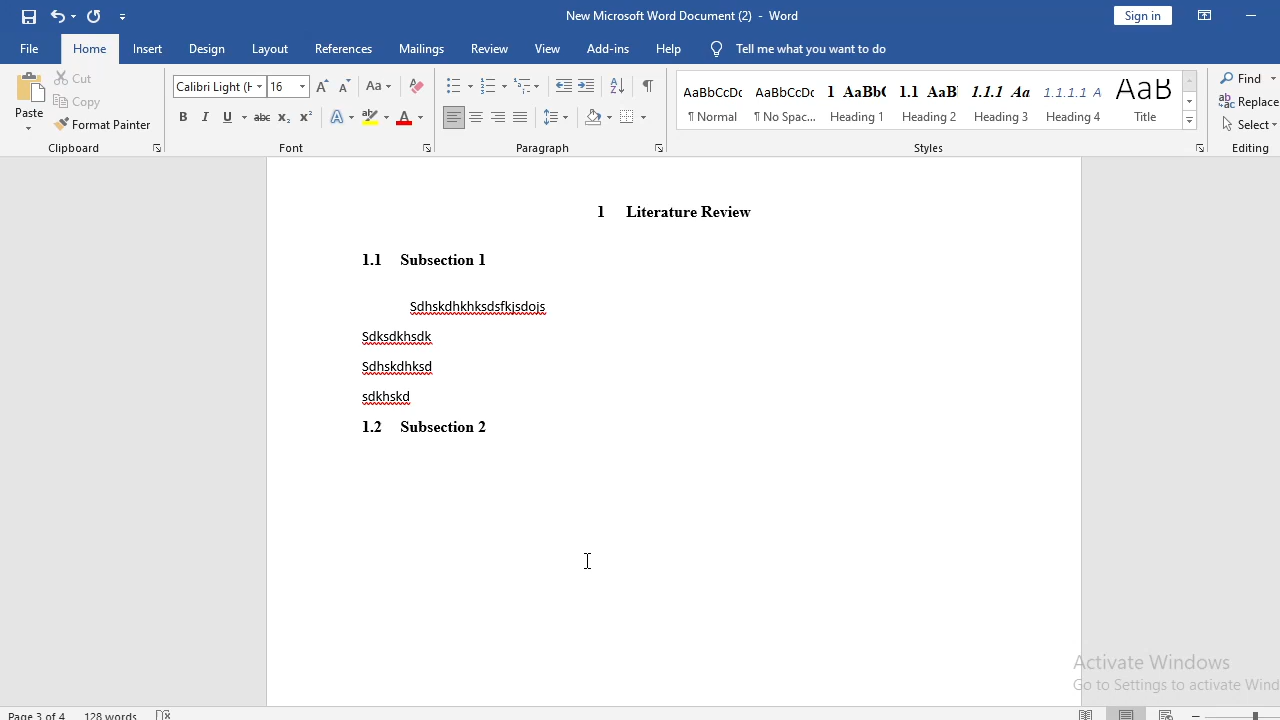 New Microsoft Word Document (2) - Word
Sign in
File Home Insert Design Layout References Mailings Review View Add-ins Help Tell me what you want to do
Paste
Cut
Copy
Format Painter
Clipboard
Calibri Light (H 16
Font
Paragraph
AaBbCcDc AaBbCcDc 1 AaBb( 1.1 AaB 1.1.1 Aa 1.1.1.1 A AaB
¶ Normal ¶ No Spac... Heading 1 Heading 2 Heading 3 Heading 4 Title
Styles
Find
Replace
Select
Editing
1 Literature Review
1.1 Subsection 1
Sdhskdhkhksdsfkjsdojs
Sdksdkhsdk
Sdhskdhksd
sdkhskd
1.2 Subsection 2
Activate Windows
Go to Settings to activate Wind
Page 3 of 4 128 words